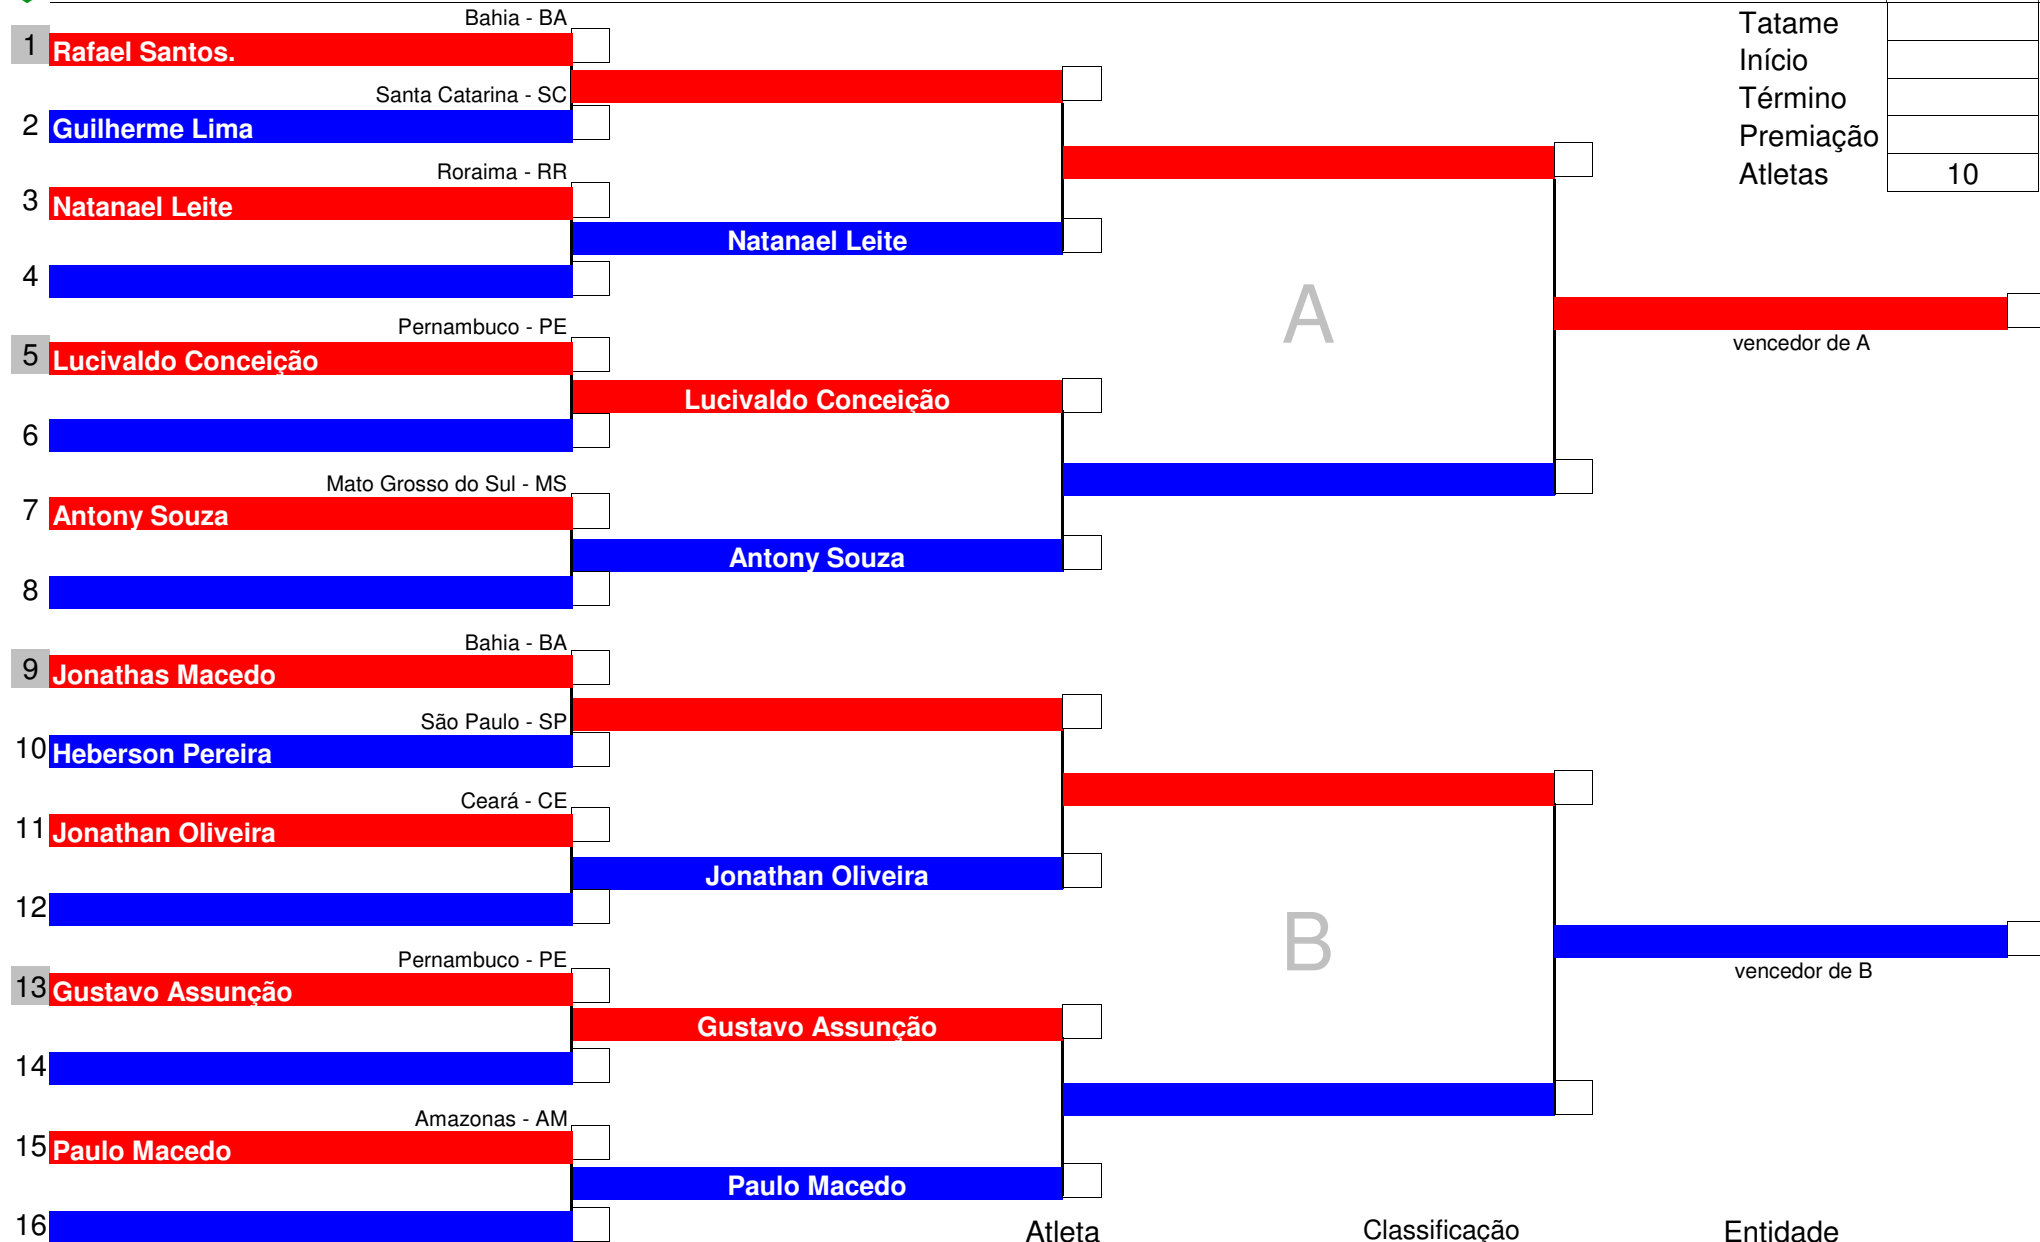 Bahia - BA
1 Rafael Santos.
Santa Catarina - SC
2 Guilherme Lima
Roraima - RR
3 Natanael Leite
Natanael Leite
4
Pernambuco - PE
5 Lucivaldo Conceição
Lucivaldo Conceição
6
Mato Grosso do Sul - MS
7 Antony Souza
Antony Souza
8
Bahia - BA
9 Jonathas Macedo
São Paulo - SP
10 Heberson Pereira
Ceará - CE
11 Jonathan Oliveira
Jonathan Oliveira
12
Pernambuco - PE
13 Gustavo Assunção
Gustavo Assunção
14
Amazonas - AM
15 Paulo Macedo
Paulo Macedo
16
A
B
vencedor de A
vencedor de B
Tatame
Início
Término
Premiação
Atletas 10
Atleta Classificação Entidade